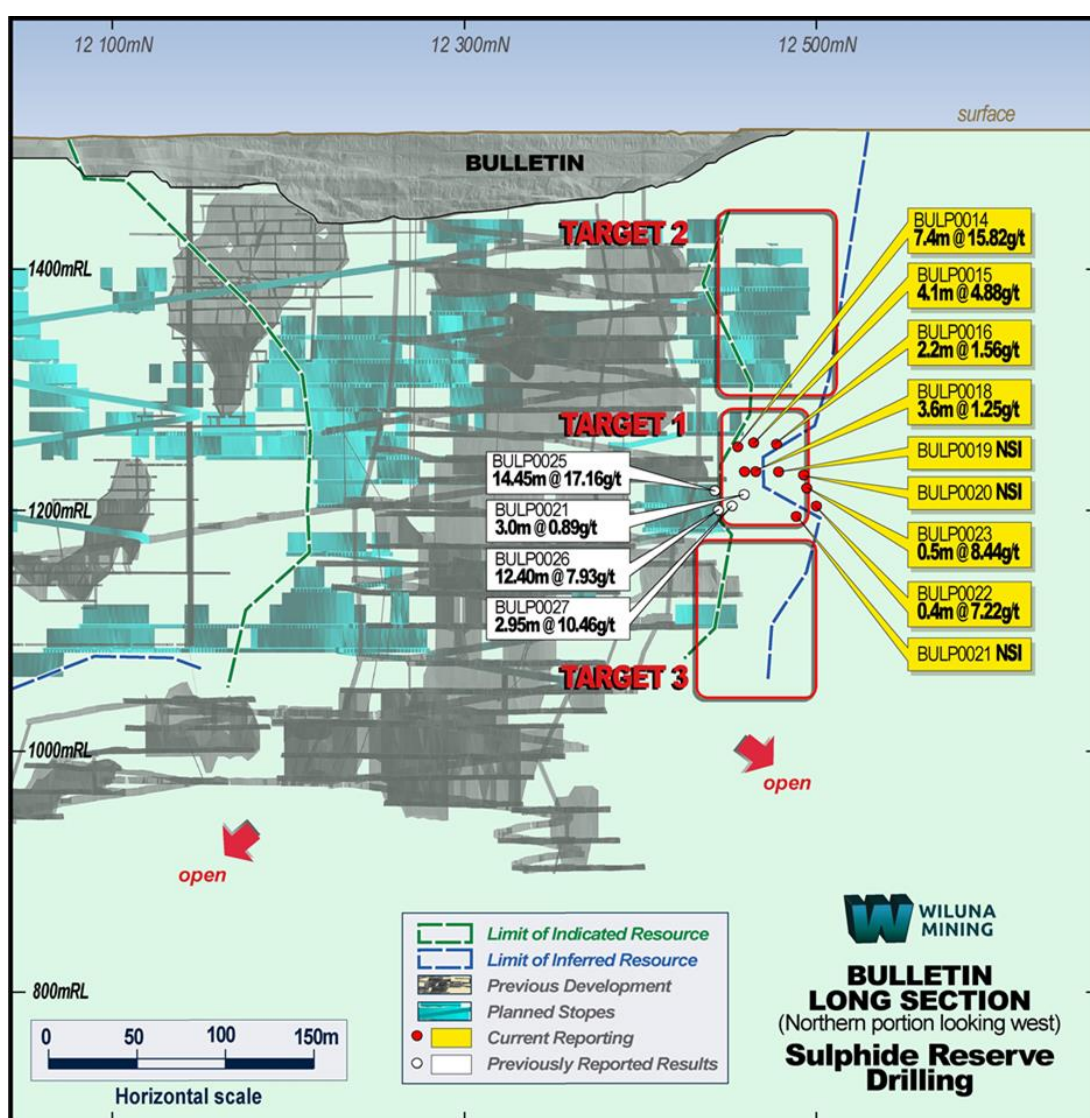 12 100mN
12 300mN
12 500mN
surface
BULLETIN
TARGET 2
BULP0014
7.4m @ 15.82g/t
1400mRL
BULP0015
4.1m @ 4.88g/t
BULP0016
2.2m @ 1.56g/t
BULP0018
3.6m @ 1.25g/t
TARGET 1
BULP0019 NSI
BULP0025
14.45m @ 17.16g/t
BULP0020 NSI
1200mRL
BULP0021
3.0m @ 0.89g/t
BULP0023
0.5m @ 8.44g/t
BULP0026
12.40m @ 7.93g/t
BULP0022
0.4m @ 7.22g/t
BULP0027
2.95m @ 10.46g/t
BULP0021 NSI
TARGET 3
1000mRL
open
open
WILUNA
MINING
Limit of Indicated Resource
Limit of Inferred Resource
Previous Development
Planned Stopes
Current Reporting
Previously Reported Results
BULLETIN
LONG SECTION
(Northern portion looking west)
Sulphide Reserve
Drilling
800mRL
0 50 100 150m
Horizontal scale